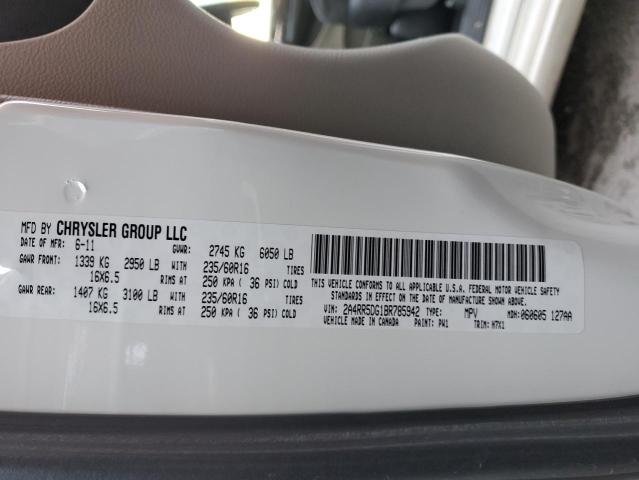 MFD BY CHRYSLER GROUP LLC
DATE OF MFR: 6-11 GVWR: 2745 KG 6050 LB
GAWR FRONT: 1339 KG 2950 LB WITH 235/60R16 TIRES
16X6.5 RIMS AT 250 KPA ( 36 PSI) COLD
GAWR REAR: 1407 KG 3100 LB WITH 235/60R16 TIRES
16X6.5 RIMS AT 250 KPA ( 36 PSI) COLD
THIS VEHICLE CONFORMS TO ALL APPLICABLE U.S.A. FEDERAL MOTOR VEHICLE SAFETY
STANDARDS IN EFFECT ON THE DATE OF MANUFACTURE SHOWN ABOVE.
VIN: 2A4RR5DG1BR785942 TYPE: MPV MDH: 060605 127AA
VEHICLE MADE IN CANADA PAINT: PW1 TRIM: H7X1